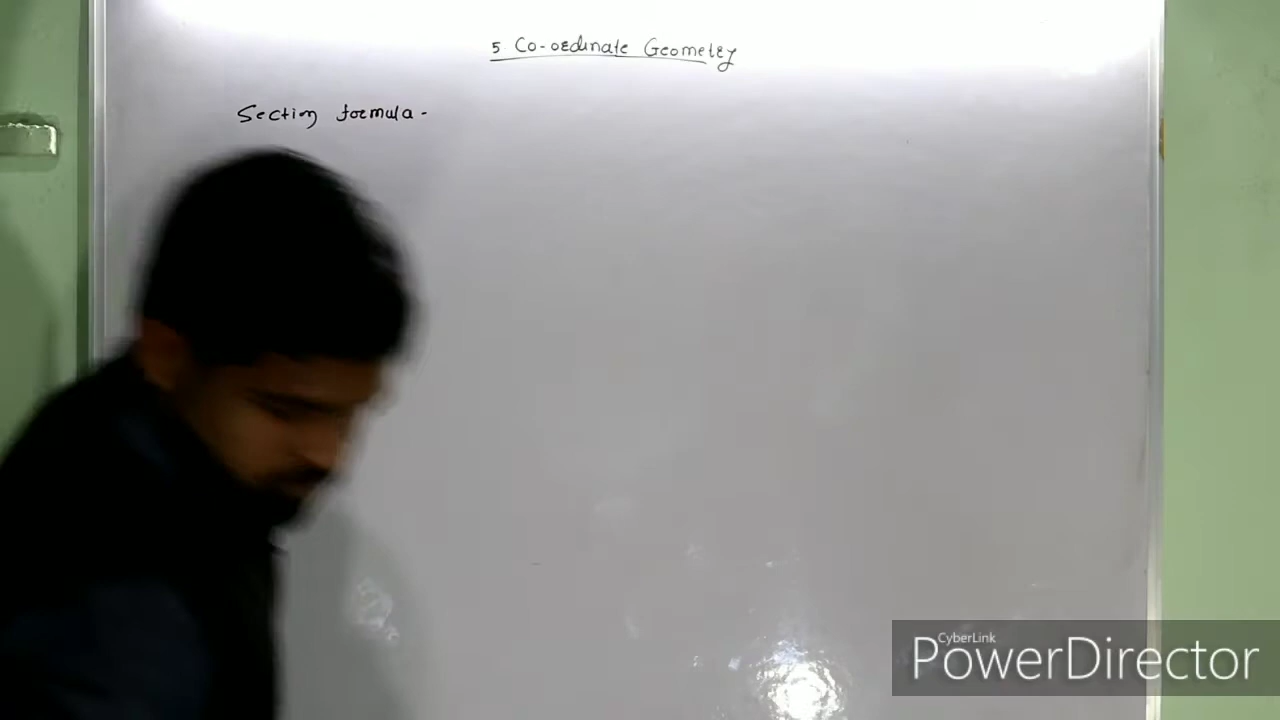 5. Co-ordinate Geometry
Section formula -
CyberLink
PowerDirector